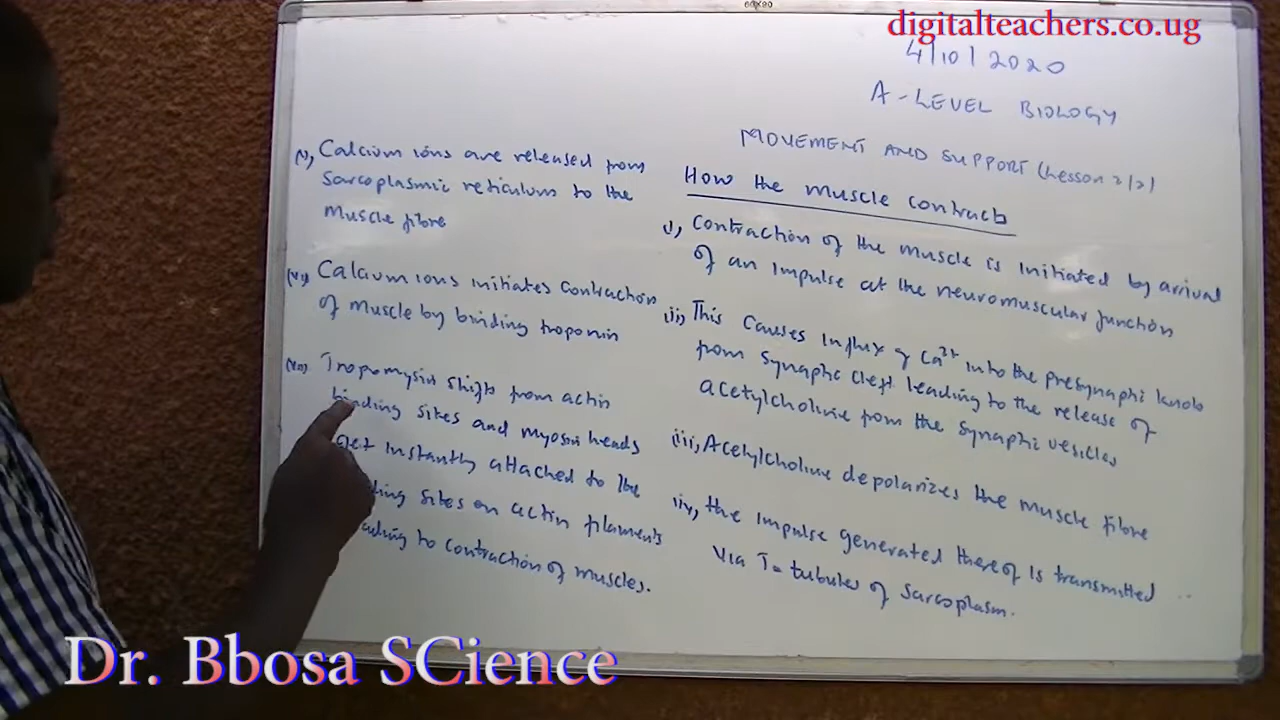 digitalteachers.co.ug
4/10/2020
A-LEVEL BIOLOGY
MOVEMENT AND SUPPORT (Lesson 2/2)
How the muscle contracts
i, Contraction of the muscle is initiated by arrival
of an impulse at the neuromuscular junction
ii, This causes influx of Ca2+ into the presynaptic knob
from synaptic cleft leading to the release of
acetylcholine from the synaptic vesicles
iii, Acetylcholine depolarizes the muscle fibre
iv, the impulse generated there of is transmitted
via T-tubules of sarcoplasm.
(v), Calcium ions are released from
sarcoplasmic reticulum to the
muscle fibre
(vi), Calcium ions initiates contraction
of muscle by binding troponin
(vii) Tropomysin shifts from actin
binding sites and myosin heads
get instantly attached to the
ding sites on actin filaments
ading to contraction of muscles.
Dr. Bbosa SCience